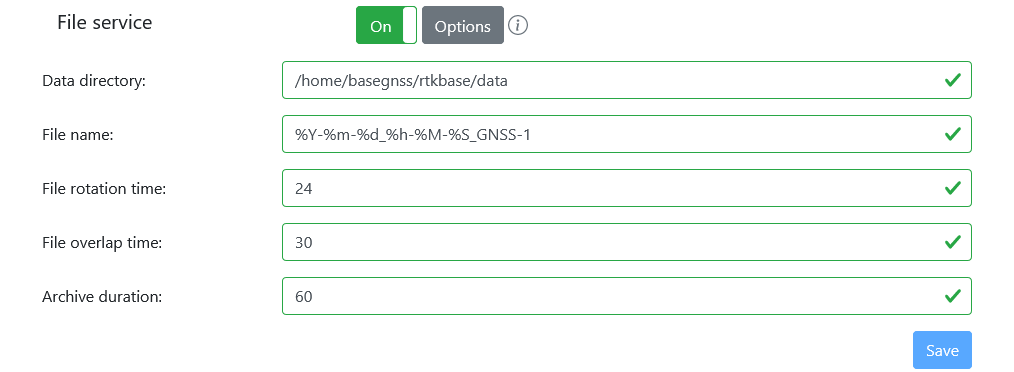 File service On Options i
Data directory: /home/basegnss/rtkbase/data
File name: %Y-%m-%d_%h-%M-%S_GNSS-1
File rotation time: 24
File overlap time: 30
Archive duration: 60
Save